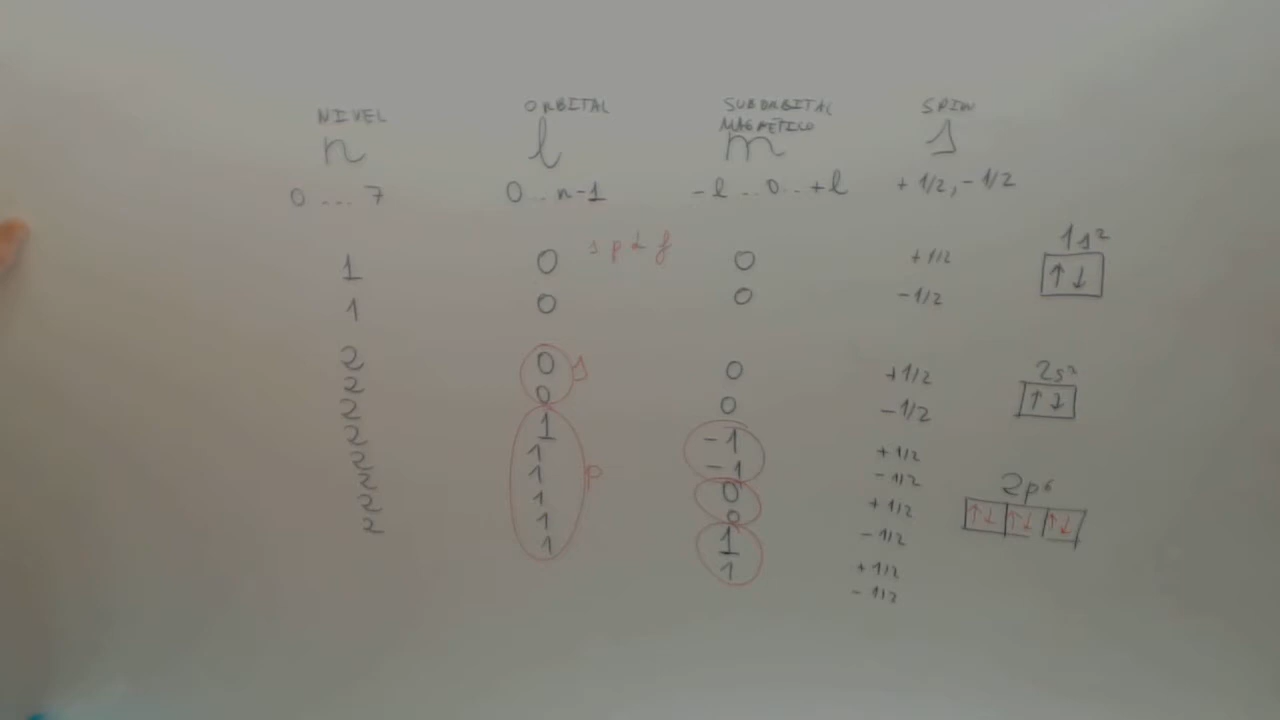 NIVEL ORBITAL SUBORBITAL SPIN
MAGNÉTICO
n l m s
0 ... 7 0 .. n-1 -l .. 0 .. +l +1/2, -1/2
s p d f
1 0 0 +1/2 1s²
1 0 0 -1/2 ↑↓
2 0 s 0 +1/2 2s²
2 0 0 -1/2 ↑↓
2 1 -1 +1/2
2 1 -1 -1/2
2 1 p 0 +1/2 2p⁶
2 1 0 -1/2 ↑↓ ↑↓ ↑↓
2 1 1 +1/2
2 1 1 -1/2